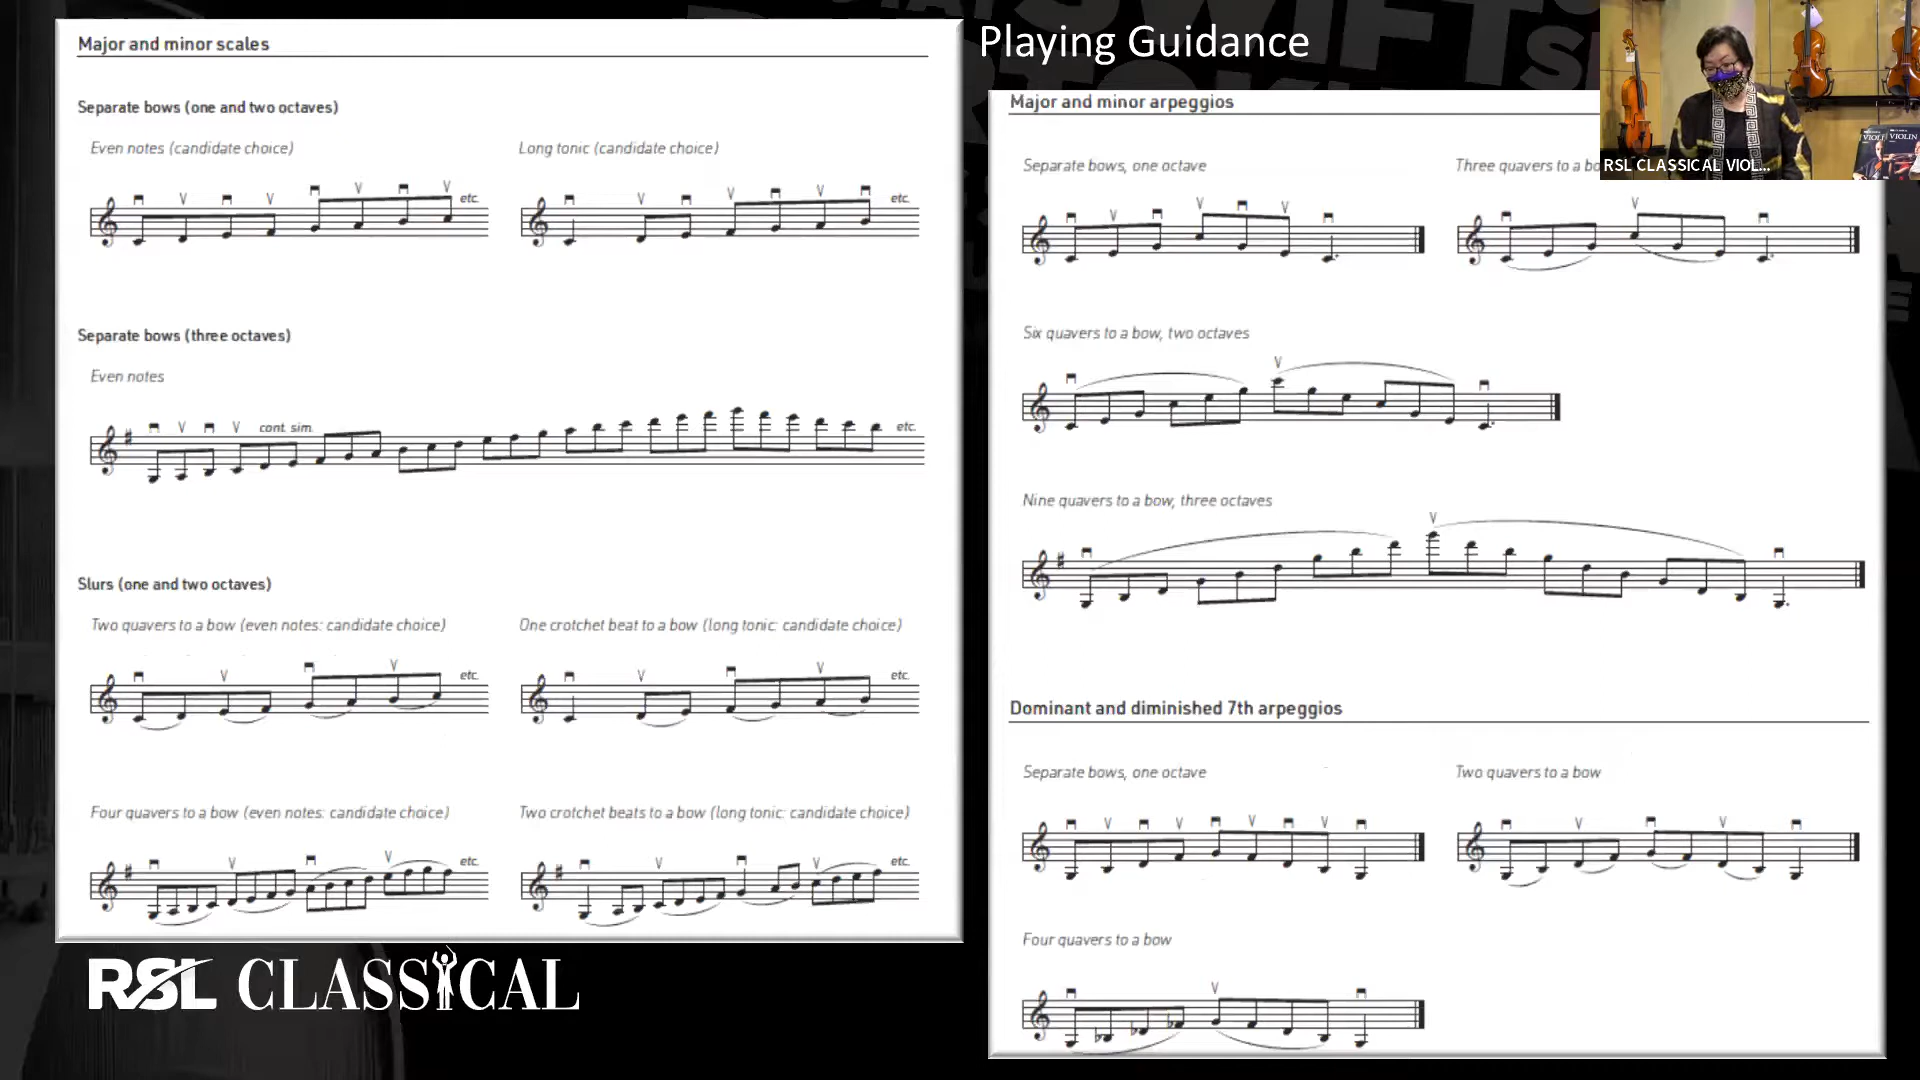 Playing Guidance
Major and minor scales
Separate bows (one and two octaves)
Even notes (candidate choice)
Long tonic (candidate choice)
etc.
etc.
Separate bows (three octaves)
Even notes
cont. sim.
etc.
Slurs (one and two octaves)
Two quavers to a bow (even notes: candidate choice)
One crotchet beat to a bow (long tonic: candidate choice)
etc.
etc.
Four quavers to a bow (even notes: candidate choice)
Two crotchet beats to a bow (long tonic: candidate choice)
etc.
etc.
RSL CLASSICAL
Major and minor arpeggios
Separate bows, one octave
Three quavers to a
Six quavers to a bow, two octaves
Nine quavers to a bow, three octaves
Dominant and diminished 7th arpeggios
Separate bows, one octave
Two quavers to a bow
Four quavers to a bow
RSL CLASSICAL VIOL...
VIOLIN